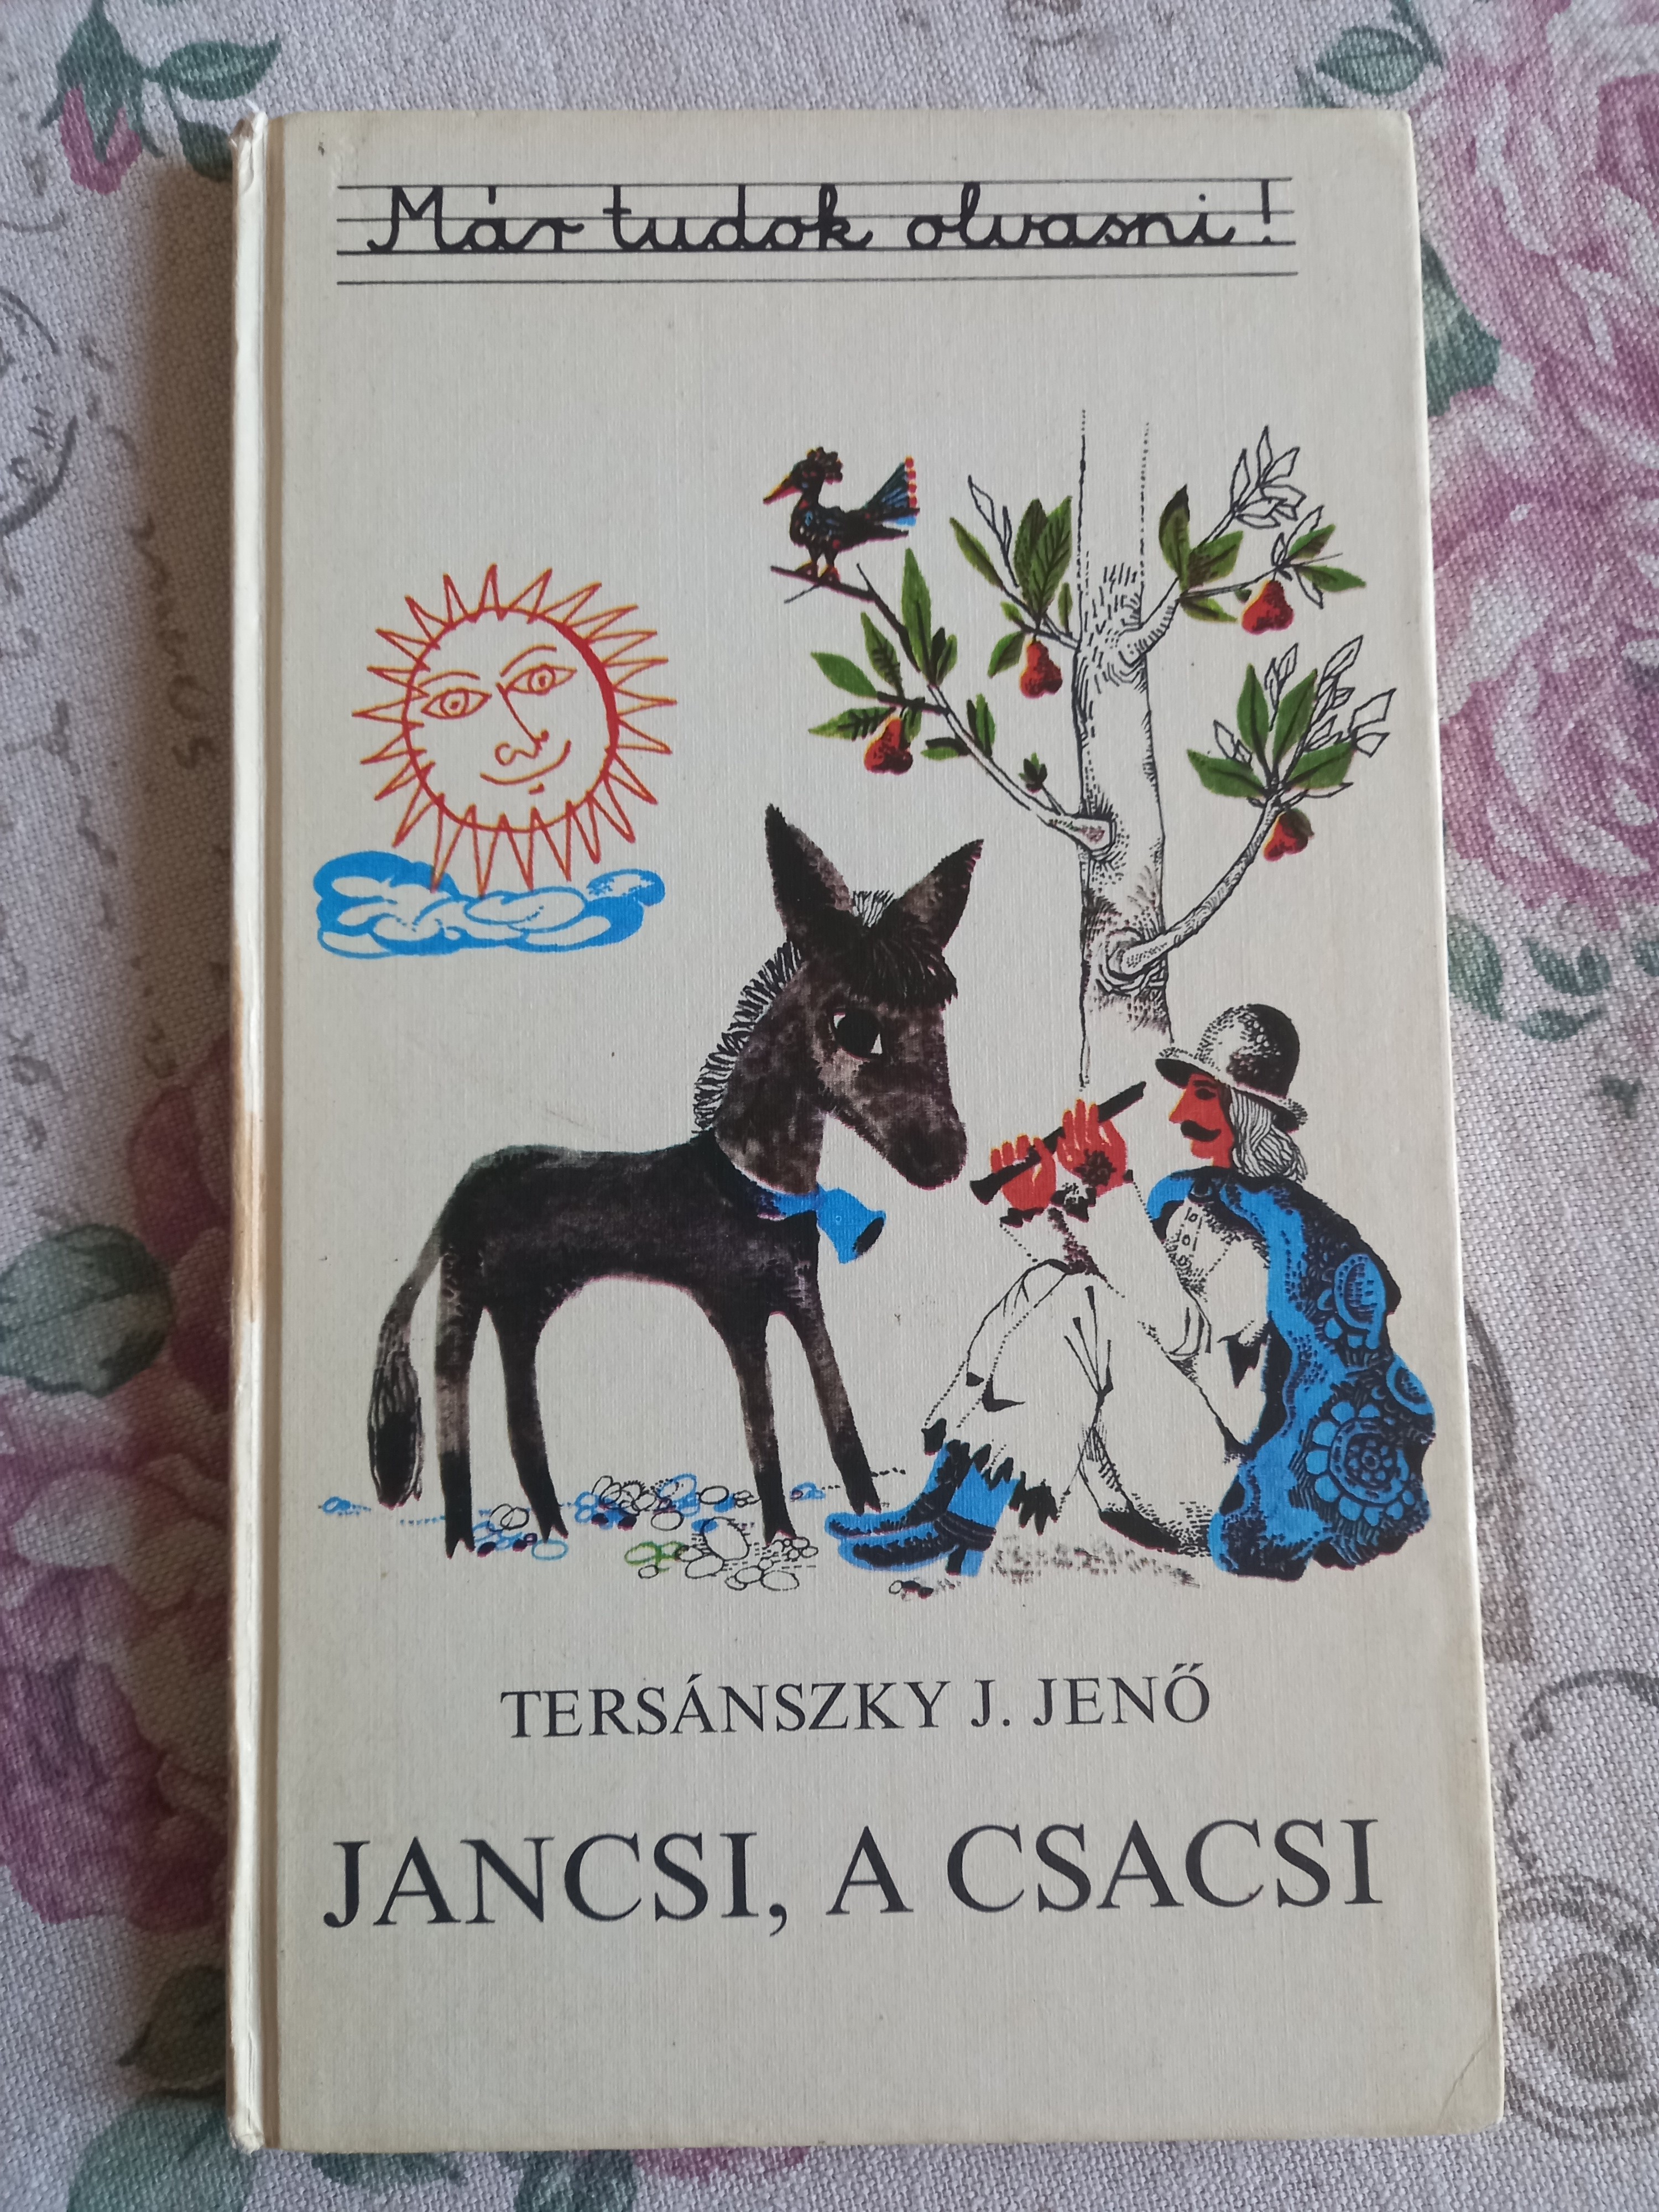 Már tudok olvasni!
TERSÁNSZKY J. JENŐ
JANCSI, A CSACSI